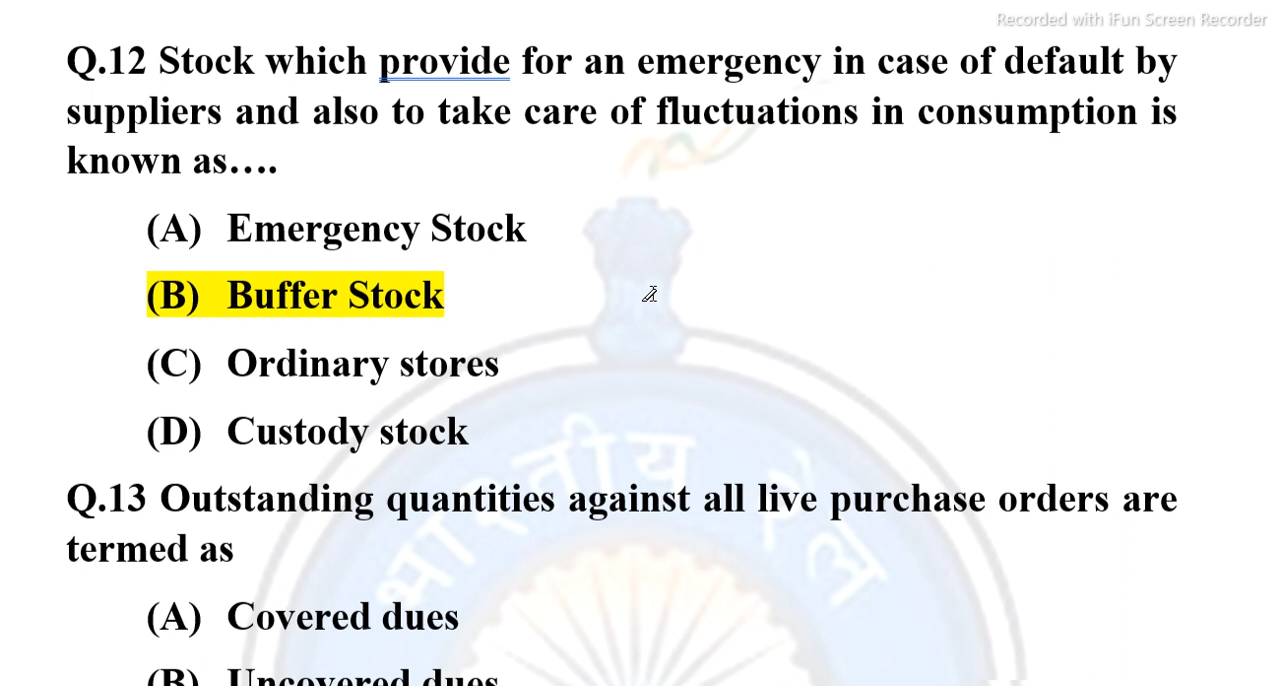 Recorded with iFun Screen Recorder
Q.12 Stock which provide for an emergency in case of default by
suppliers and also to take care of fluctuations in consumption is
known as....
(A) Emergency Stock
(B) Buffer Stock
(C) Ordinary stores
(D) Custody stock
भारतीय रेल
Q.13 Outstanding quantities against all live purchase orders are
termed as
(A) Covered dues
(B) Uncovered dues